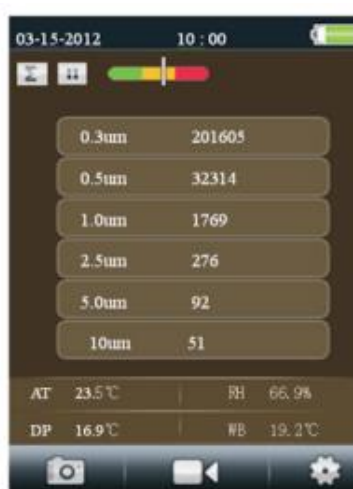 03-15-2012 10 : 00
Σ
0.3um 201605
0.5um 32314
1.0um 1769
2.5um 276
5.0um 92
10um 51
AT 23.5℃ RH 66.9%
DP 16.9℃ WB 19.2℃